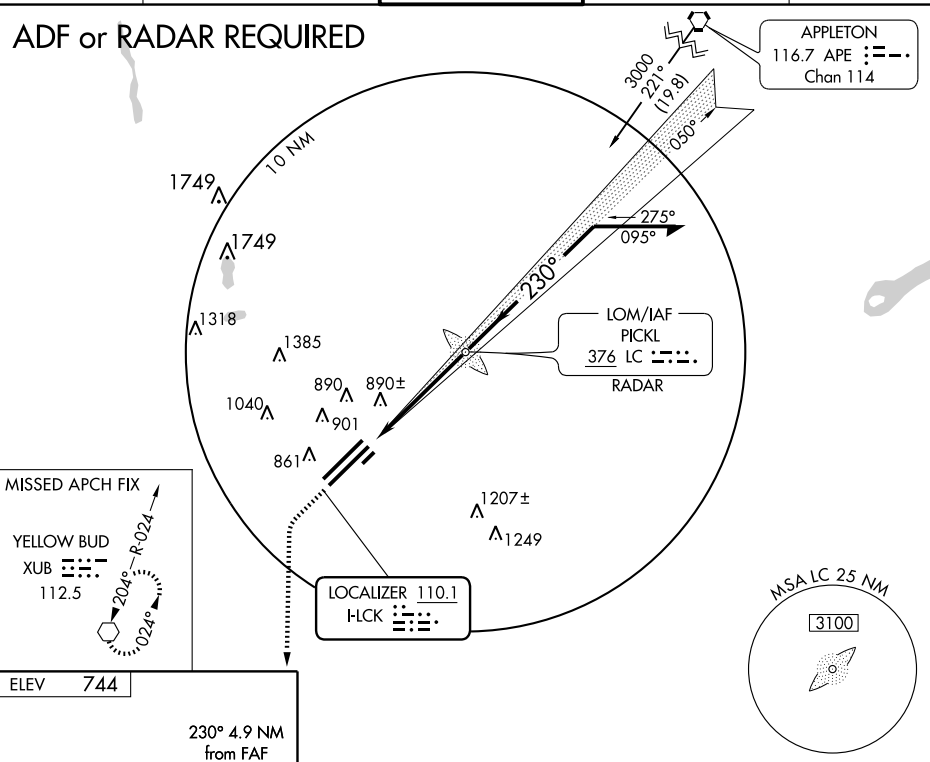 ADF or RADAR REQUIRED
APPLETON
116.7 APE
Chan 114
3000
221°
(19.8)
050°
10 NM
1749
1749
275°
095°
230°
LOM/IAF
PICKL
376 LC
RADAR
1318
1385
890
890±
1040
901
861
1207±
1249
MISSED APCH FIX
R-024
YELLOW BUD
XUB
112.5
204°
024°
LOCALIZER 110.1
I-LCK
MSA LC 25 NM
3100
ELEV 744
230° 4.9 NM
from FAF